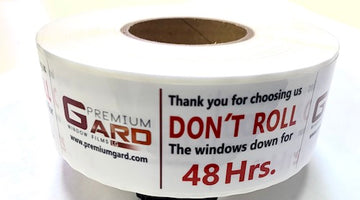 PREMIUM
GARD
WINDOW FILMS
www.premiumgard.com
Thank you for choosing us
DON'T ROLL
The windows down for
48 Hrs.